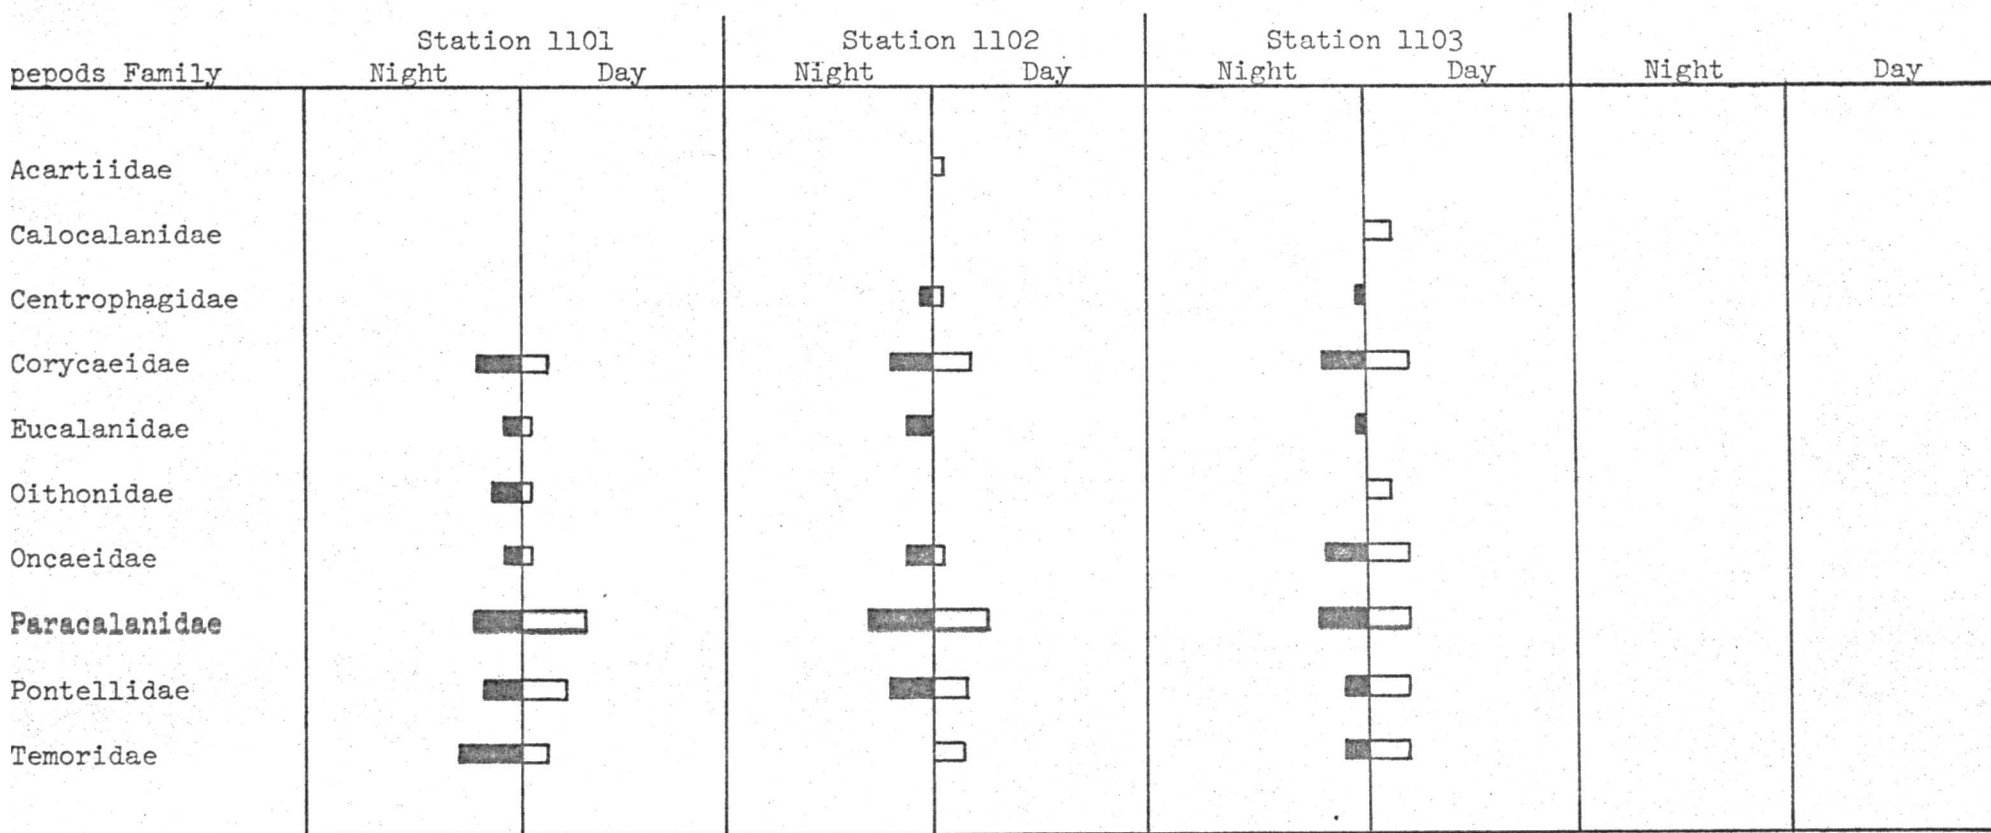 Station 1101 Station 1102 Station 1103
pepods Family Night Day Night Day Night Day Night Day
Acartiidae
Calocalanidae
Centrophagidae
Corycaeidae
Eucalanidae
Oithonidae
Oncaeidae
Paracalanidae
Pontellidae
Temoridae